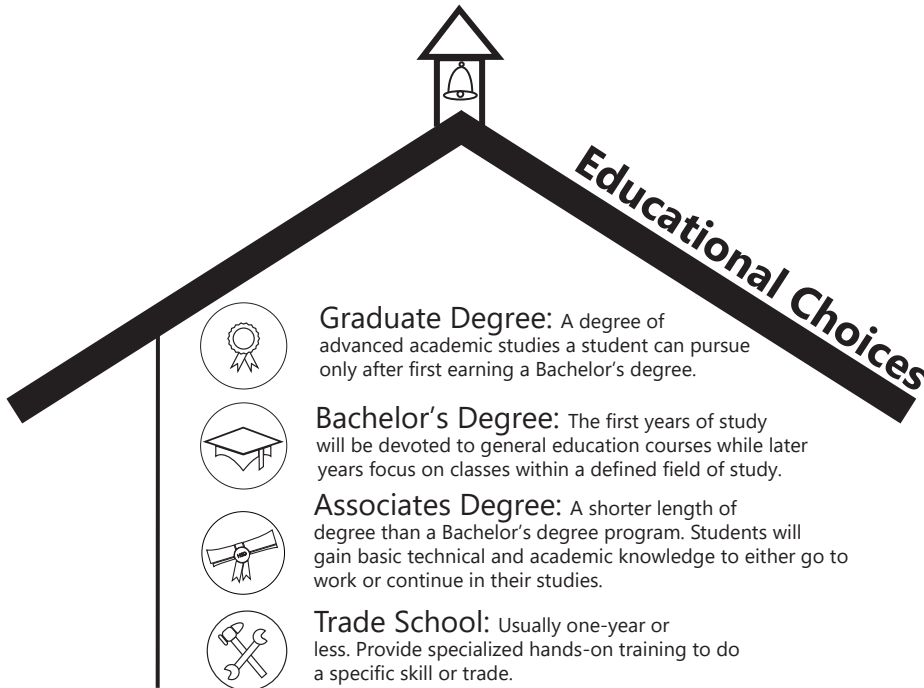 Educational Choices
Graduate Degree: A degree of
advanced academic studies a student can pursue
only after first earning a Bachelor's degree.
Bachelor's Degree: The first years of study
will be devoted to general education courses while later
years focus on classes within a defined field of study.
Associates Degree: A shorter length of
degree than a Bachelor's degree program. Students will
gain basic technical and academic knowledge to either go to
work or continue in their studies.
Trade School: Usually one-year or
less. Provide specialized hands-on training to do
a specific skill or trade.